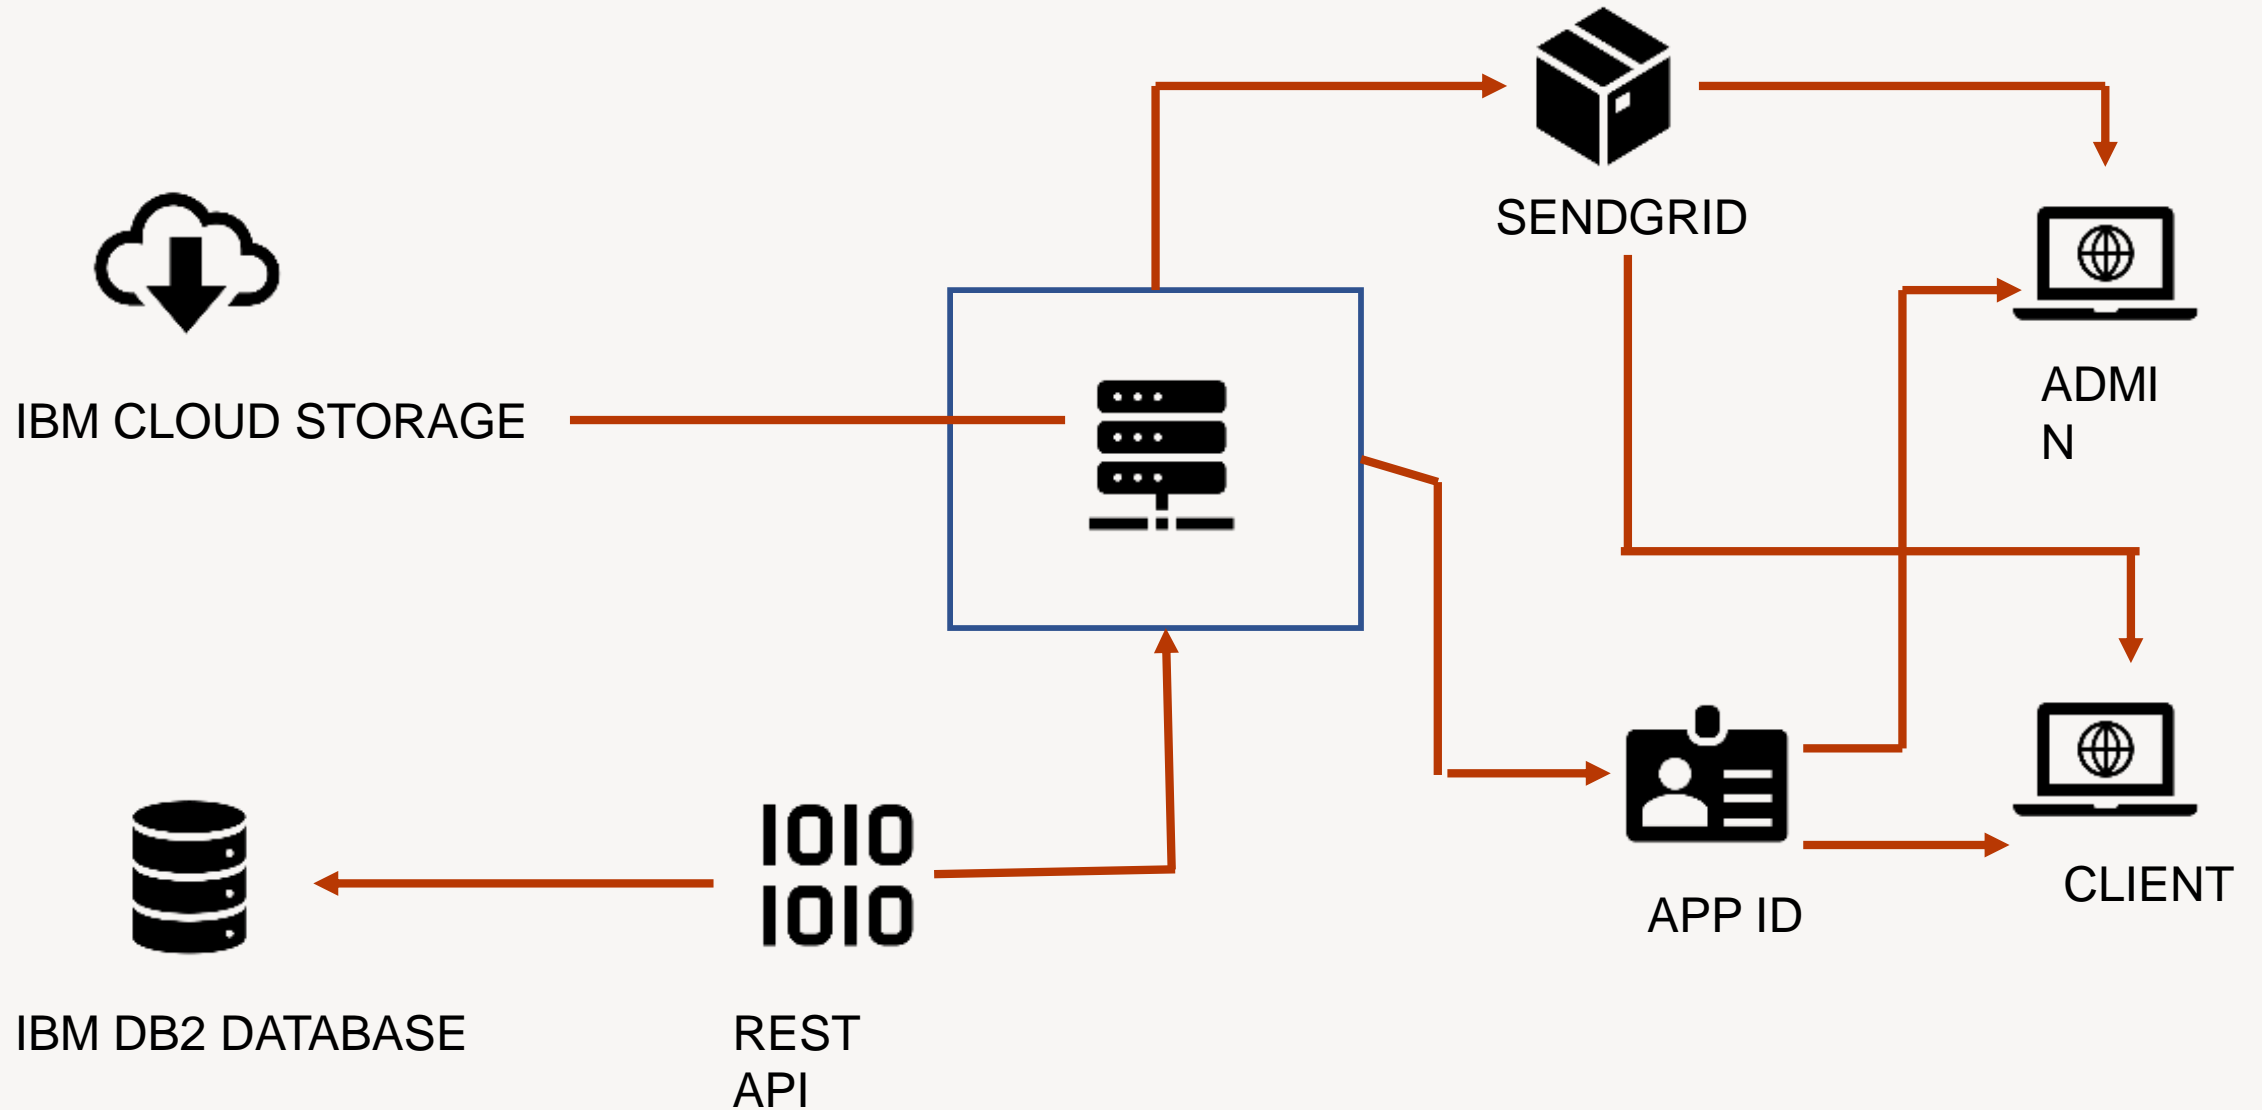 SENDGRID
ADMI
N
IBM CLOUD STORAGE
CLIENT
APP ID
IBM DB2 DATABASE
REST
API